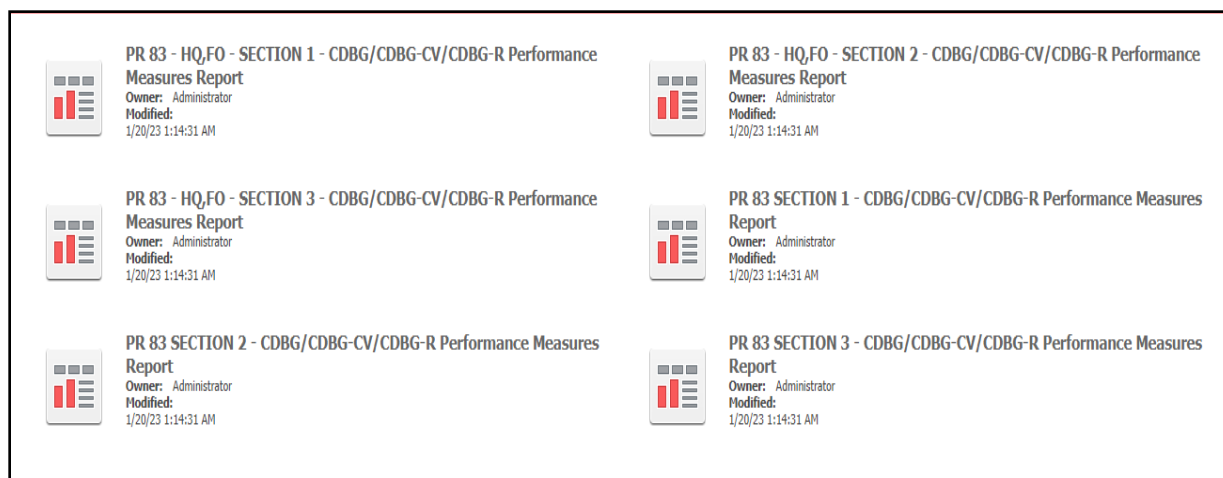 PR 83 - HQ,FO - SECTION 1 - CDBG/CDBG-CV/CDBG-R Performance
Measures Report
Owner: Administrator
Modified:
1/20/23 1:14:31 AM
PR 83 - HQ,FO - SECTION 2 - CDBG/CDBG-CV/CDBG-R Performance
Measures Report
Owner: Administrator
Modified:
1/20/23 1:14:31 AM
PR 83 - HQ,FO - SECTION 3 - CDBG/CDBG-CV/CDBG-R Performance
Measures Report
Owner: Administrator
Modified:
1/20/23 1:14:31 AM
PR 83 SECTION 1 - CDBG/CDBG-CV/CDBG-R Performance Measures
Report
Owner: Administrator
Modified:
1/20/23 1:14:31 AM
PR 83 SECTION 2 - CDBG/CDBG-CV/CDBG-R Performance Measures
Report
Owner: Administrator
Modified:
1/20/23 1:14:31 AM
PR 83 SECTION 3 - CDBG/CDBG-CV/CDBG-R Performance Measures
Report
Owner: Administrator
Modified:
1/20/23 1:14:31 AM